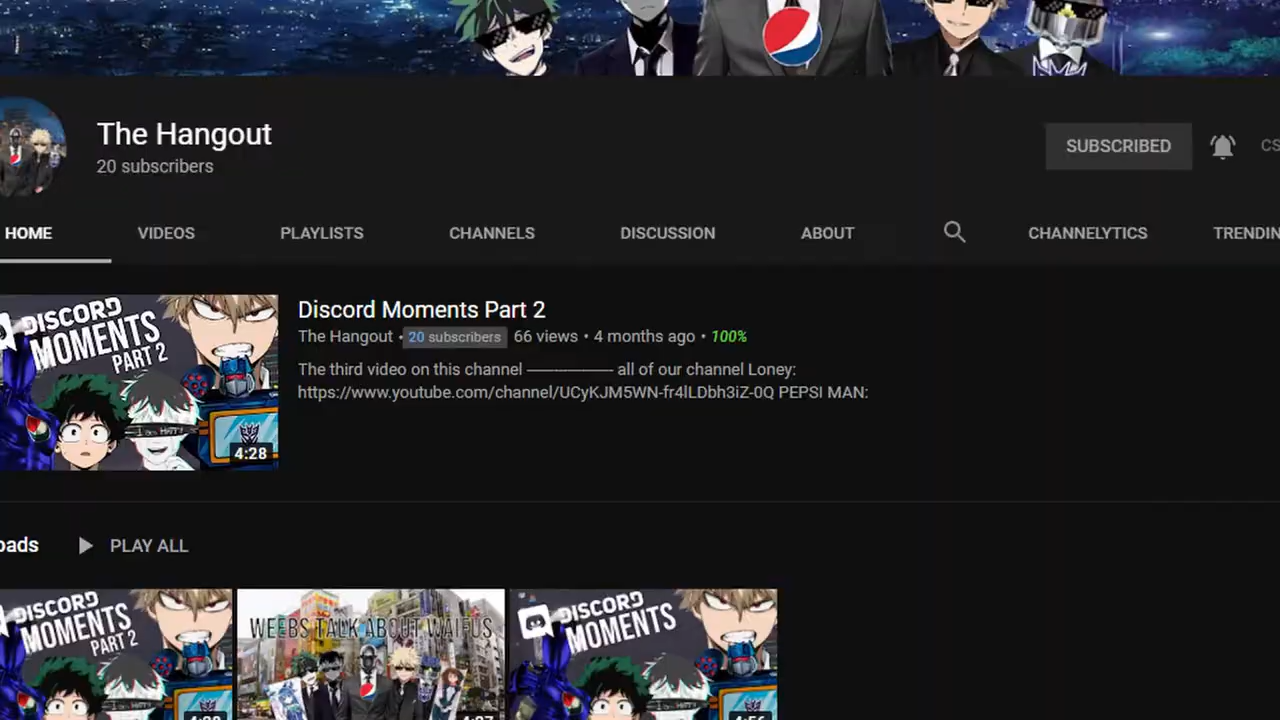 The Hangout
20 subscribers
SUBSCRIBED
HOME VIDEOS PLAYLISTS CHANNELS DISCUSSION ABOUT CHANNELYTICS TRENDIN
DISCORD
MOMENTS
PART 2
4:28
Discord Moments Part 2
The Hangout • 20 subscribers 66 views • 4 months ago • 100%
The third video on this channel —————– all of our channel Loney:
https://www.youtube.com/channel/UCyKJM5WN-fr4lLDbh3iZ-0Q PEPSI MAN:
oads PLAY ALL
DISCORD
MOMENTS
PART 2
WEEBS TALK ABOUT WAIFUS
DISCORD
MOMENTS